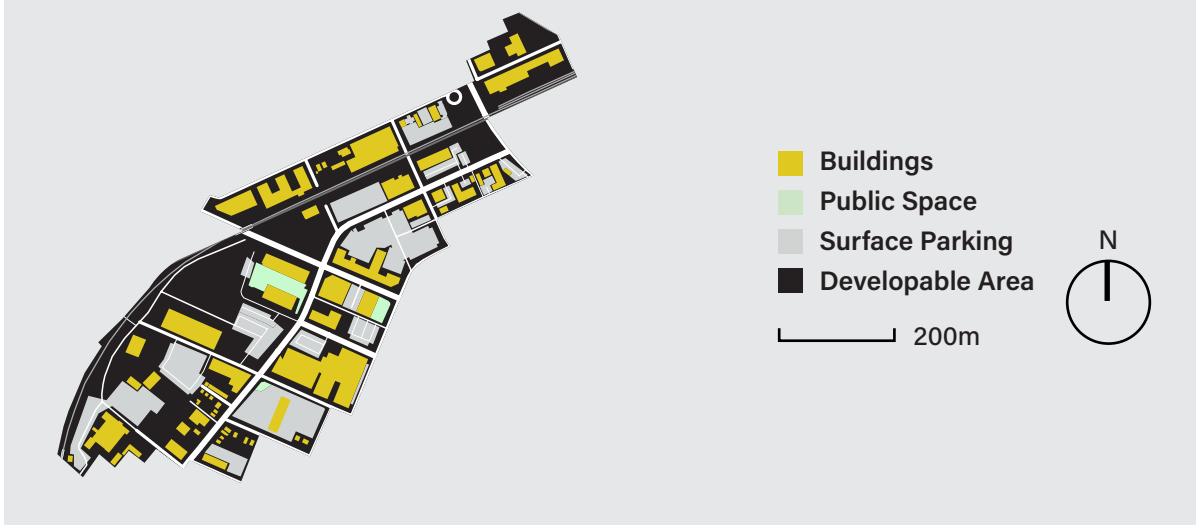 Buildings
Public Space
Surface Parking
N
Developable Area
200m